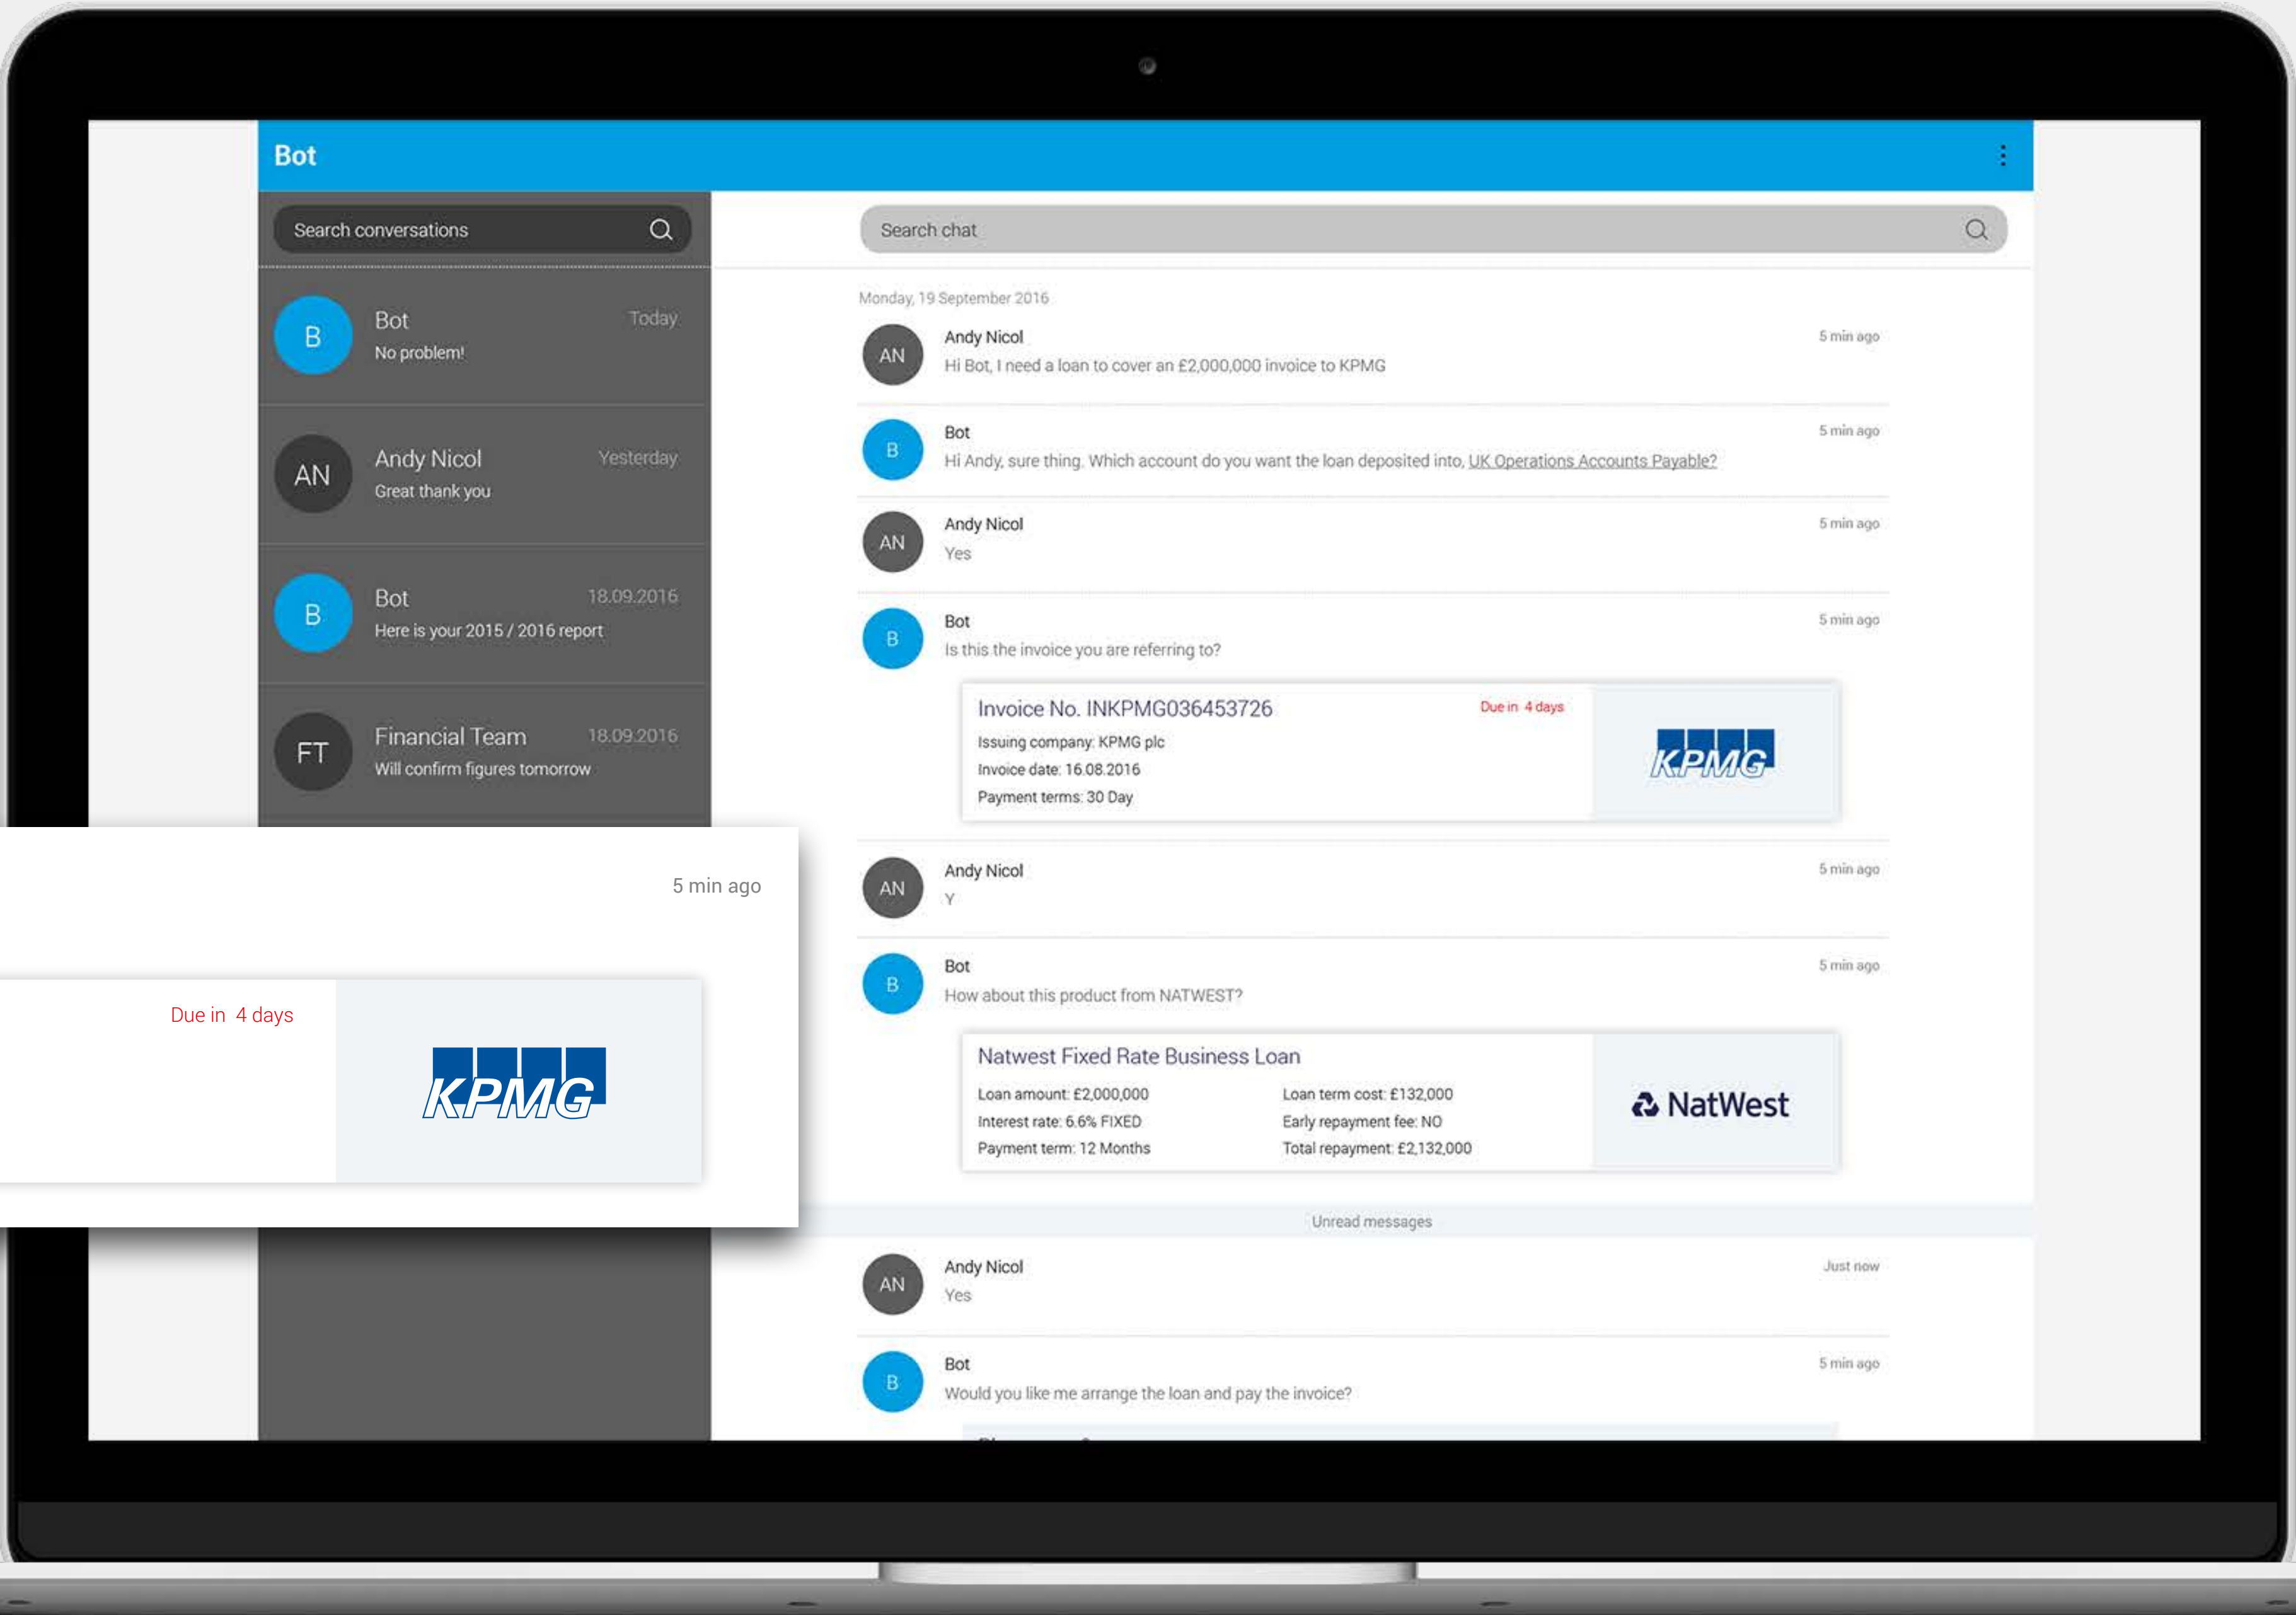 Bot
Search conversations
B
Bot
Today
No problem!
AN
Andy Nicol
Yesterday
Great thank you
B
Bot
18.09.2016
Here is your 2015 / 2016 report
FT
Financial Team
18.09.2016
Will confirm figures tomorrow
5 min ago
Due in 4 days
KPMG
Search chat
Monday, 19 September 2016
AN
Andy Nicol
5 min ago
Hi Bot, I need a loan to cover an £2,000,000 invoice to KPMG
B
Bot
5 min ago
Hi Andy, sure thing. Which account do you want the loan deposited into, UK Operations Accounts Payable?
AN
Andy Nicol
5 min ago
Yes
B
Bot
5 min ago
Is this the invoice you are referring to?
Invoice No. INKPMG036453726
Due in 4 days
Issuing company: KPMG plc
Invoice date: 16.08.2016
Payment terms: 30 Day
KPMG
AN
Andy Nicol
5 min ago
Y
B
Bot
5 min ago
How about this product from NATWEST?
Natwest Fixed Rate Business Loan
Loan amount: £2,000,000
Loan term cost: £132,000
Interest rate: 6.6% FIXED
Early repayment fee: NO
Payment term: 12 Months
Total repayment: £2,132,000
NatWest
Unread messages
AN
Andy Nicol
Just now
Yes
B
Bot
5 min ago
Would you like me arrange the loan and pay the invoice?